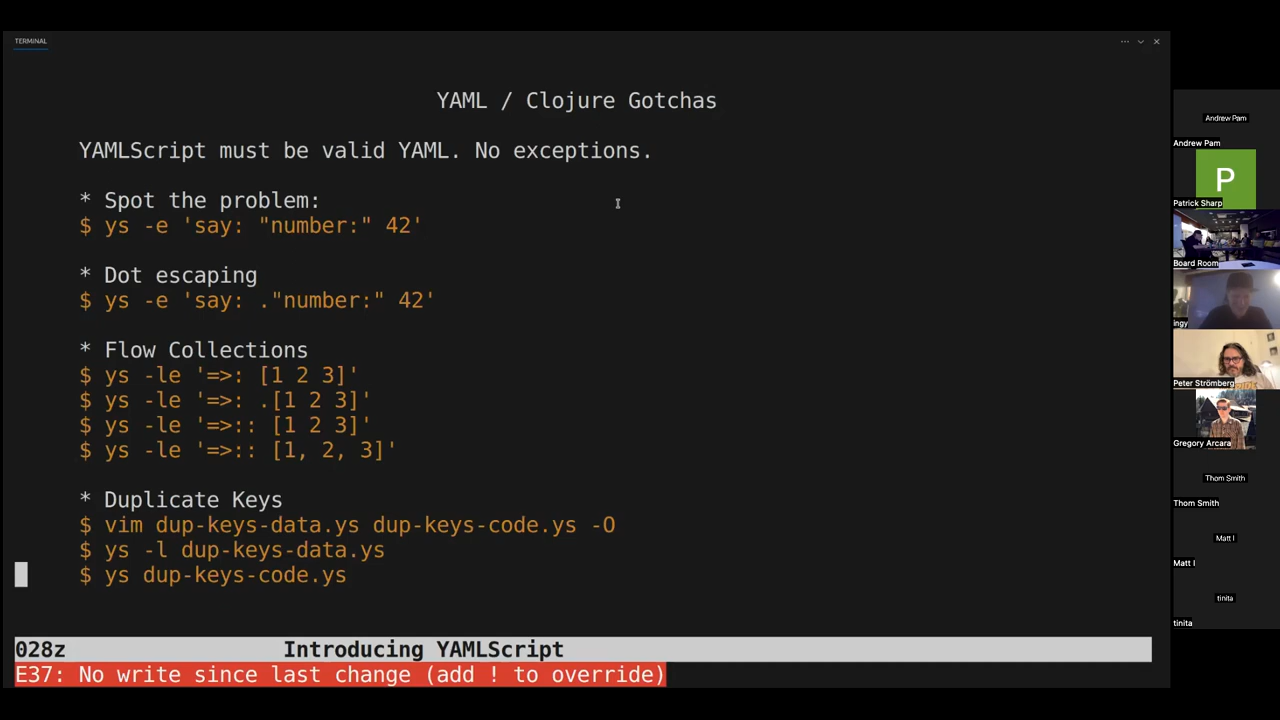 TERMINAL
YAML / Clojure Gotchas
YAMLScript must be valid YAML. No exceptions.
* Spot the problem:
$ ys -e 'say: "number:" 42'
* Dot escaping
$ ys -e 'say: ."number:" 42'
* Flow Collections
$ ys -le '=>: [1 2 3]'
$ ys -le '=>: .[1 2 3]'
$ ys -le '=>:: [1 2 3]'
$ ys -le '=>:: [1, 2, 3]'
* Duplicate Keys
$ vim dup-keys-data.ys dup-keys-code.ys -O
$ ys -l dup-keys-data.ys
$ ys dup-keys-code.ys
028z Introducing YAMLScript
E37: No write since last change (add ! to override)
Andrew Pam
Andrew Pam
P
Patrick Sharp
Board Room
ingy
Peter Strömberg
Gregory Arcara
Thom Smith
Thom Smith
Matt I
Matt I
tinita
tinita